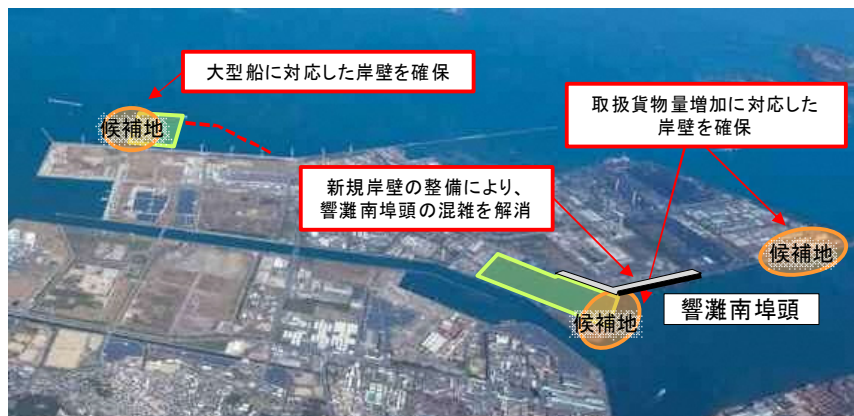 大型船に対応した岸壁を確保
取扱貨物量増加に対応した
岸壁を確保
候補地
新規岸壁の整備により、
響灘南埠頭の混雑を解消
候補地
響灘南埠頭
候補地